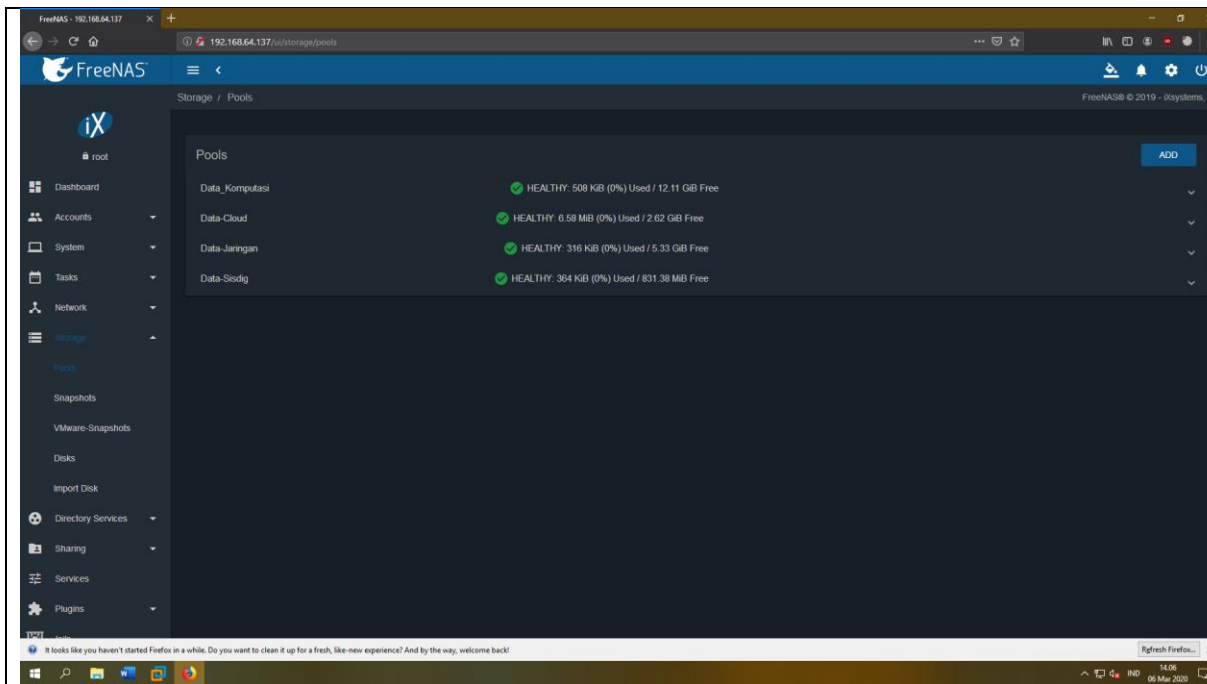 FreeNAS - 192.168.64.137
192.168.64.137/ui/storage/pools
FreeNAS
Storage / Pools
FreeNAS® © 2019 - iXsystems,
iX
root
Pools
ADD
Dashboard
Data_Komputasi HEALTHY: 508 KiB (0%) Used / 12.11 GiB Free
Accounts
Data-Cloud HEALTHY: 6.58 MiB (0%) Used / 2.62 GiB Free
System
Data-Jaringan HEALTHY: 316 KiB (0%) Used / 5.33 GiB Free
Tasks
Data-Sisdig HEALTHY: 364 KiB (0%) Used / 831.38 MiB Free
Network
Storage
Pools
Snapshots
VMware-Snapshots
Disks
Import Disk
Directory Services
Sharing
Services
Plugins
It looks like you haven't started Firefox in a while. Do you want to clean it up for a fresh, like-new experience? And by the way, welcome back!
Refresh Firefox...
IND
14.06
06 Mar 2020